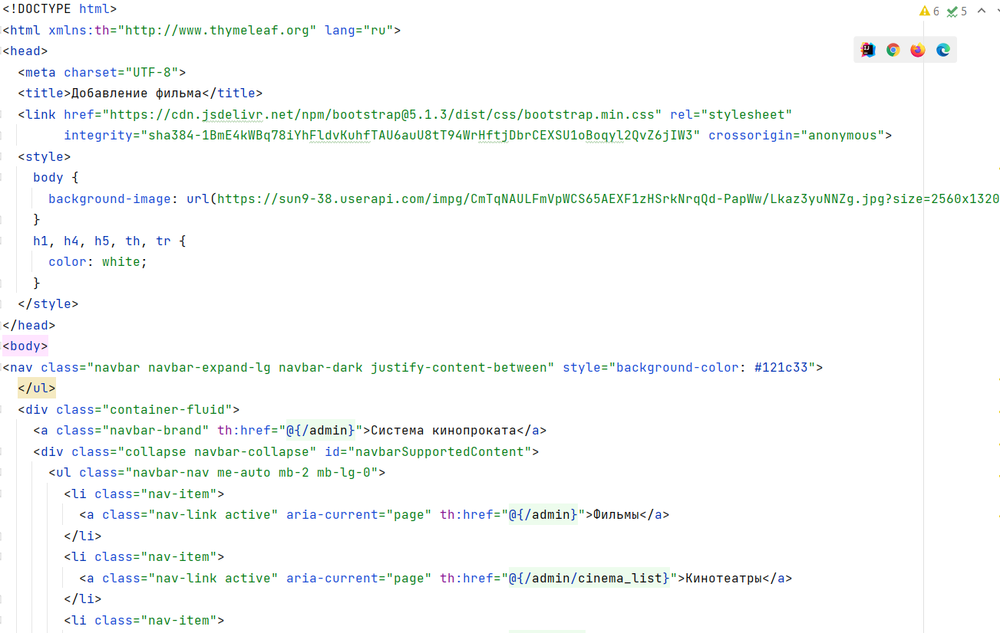 <!DOCTYPE html>
6 5
<html xmlns:th="http://www.thymeleaf.org" lang="ru">
<head>
<meta charset="UTF-8">
<title>Добавление фильма</title>
<link href="https://cdn.jsdelivr.net/npm/bootstrap@5.1.3/dist/css/bootstrap.min.css" rel="stylesheet"
integrity="sha384-1BmE4kWBq78iYhFldvKuhfTAU6auU8tT94WrHftjDbrCEXSU1oBoqyl2QvZ6jIW3" crossorigin="anonymous">
<style>
body {
background-image: url(https://sun9-38.userapi.com/impg/CmTqNAULFmVpWCS65AEXF1zHSrkNrqQd-PapWw/Lkaz3yuNNZg.jpg?size=2560x1320
}
h1, h4, h5, th, tr {
color: white;
}
</style>
</head>
<body>
<nav class="navbar navbar-expand-lg navbar-dark justify-content-between" style="background-color: #121c33">
</ul>
<div class="container-fluid">
<a class="navbar-brand" th:href="@{/admin}">Система кинопроката</a>
<div class="collapse navbar-collapse" id="navbarSupportedContent">
<ul class="navbar-nav me-auto mb-2 mb-lg-0">
<li class="nav-item">
<a class="nav-link active" aria-current="page" th:href="@{/admin}">Фильмы</a>
</li>
<li class="nav-item">
<a class="nav-link active" aria-current="page" th:href="@{/admin/cinema_list}">Кинотеатры</a>
</li>
<li class="nav-item">